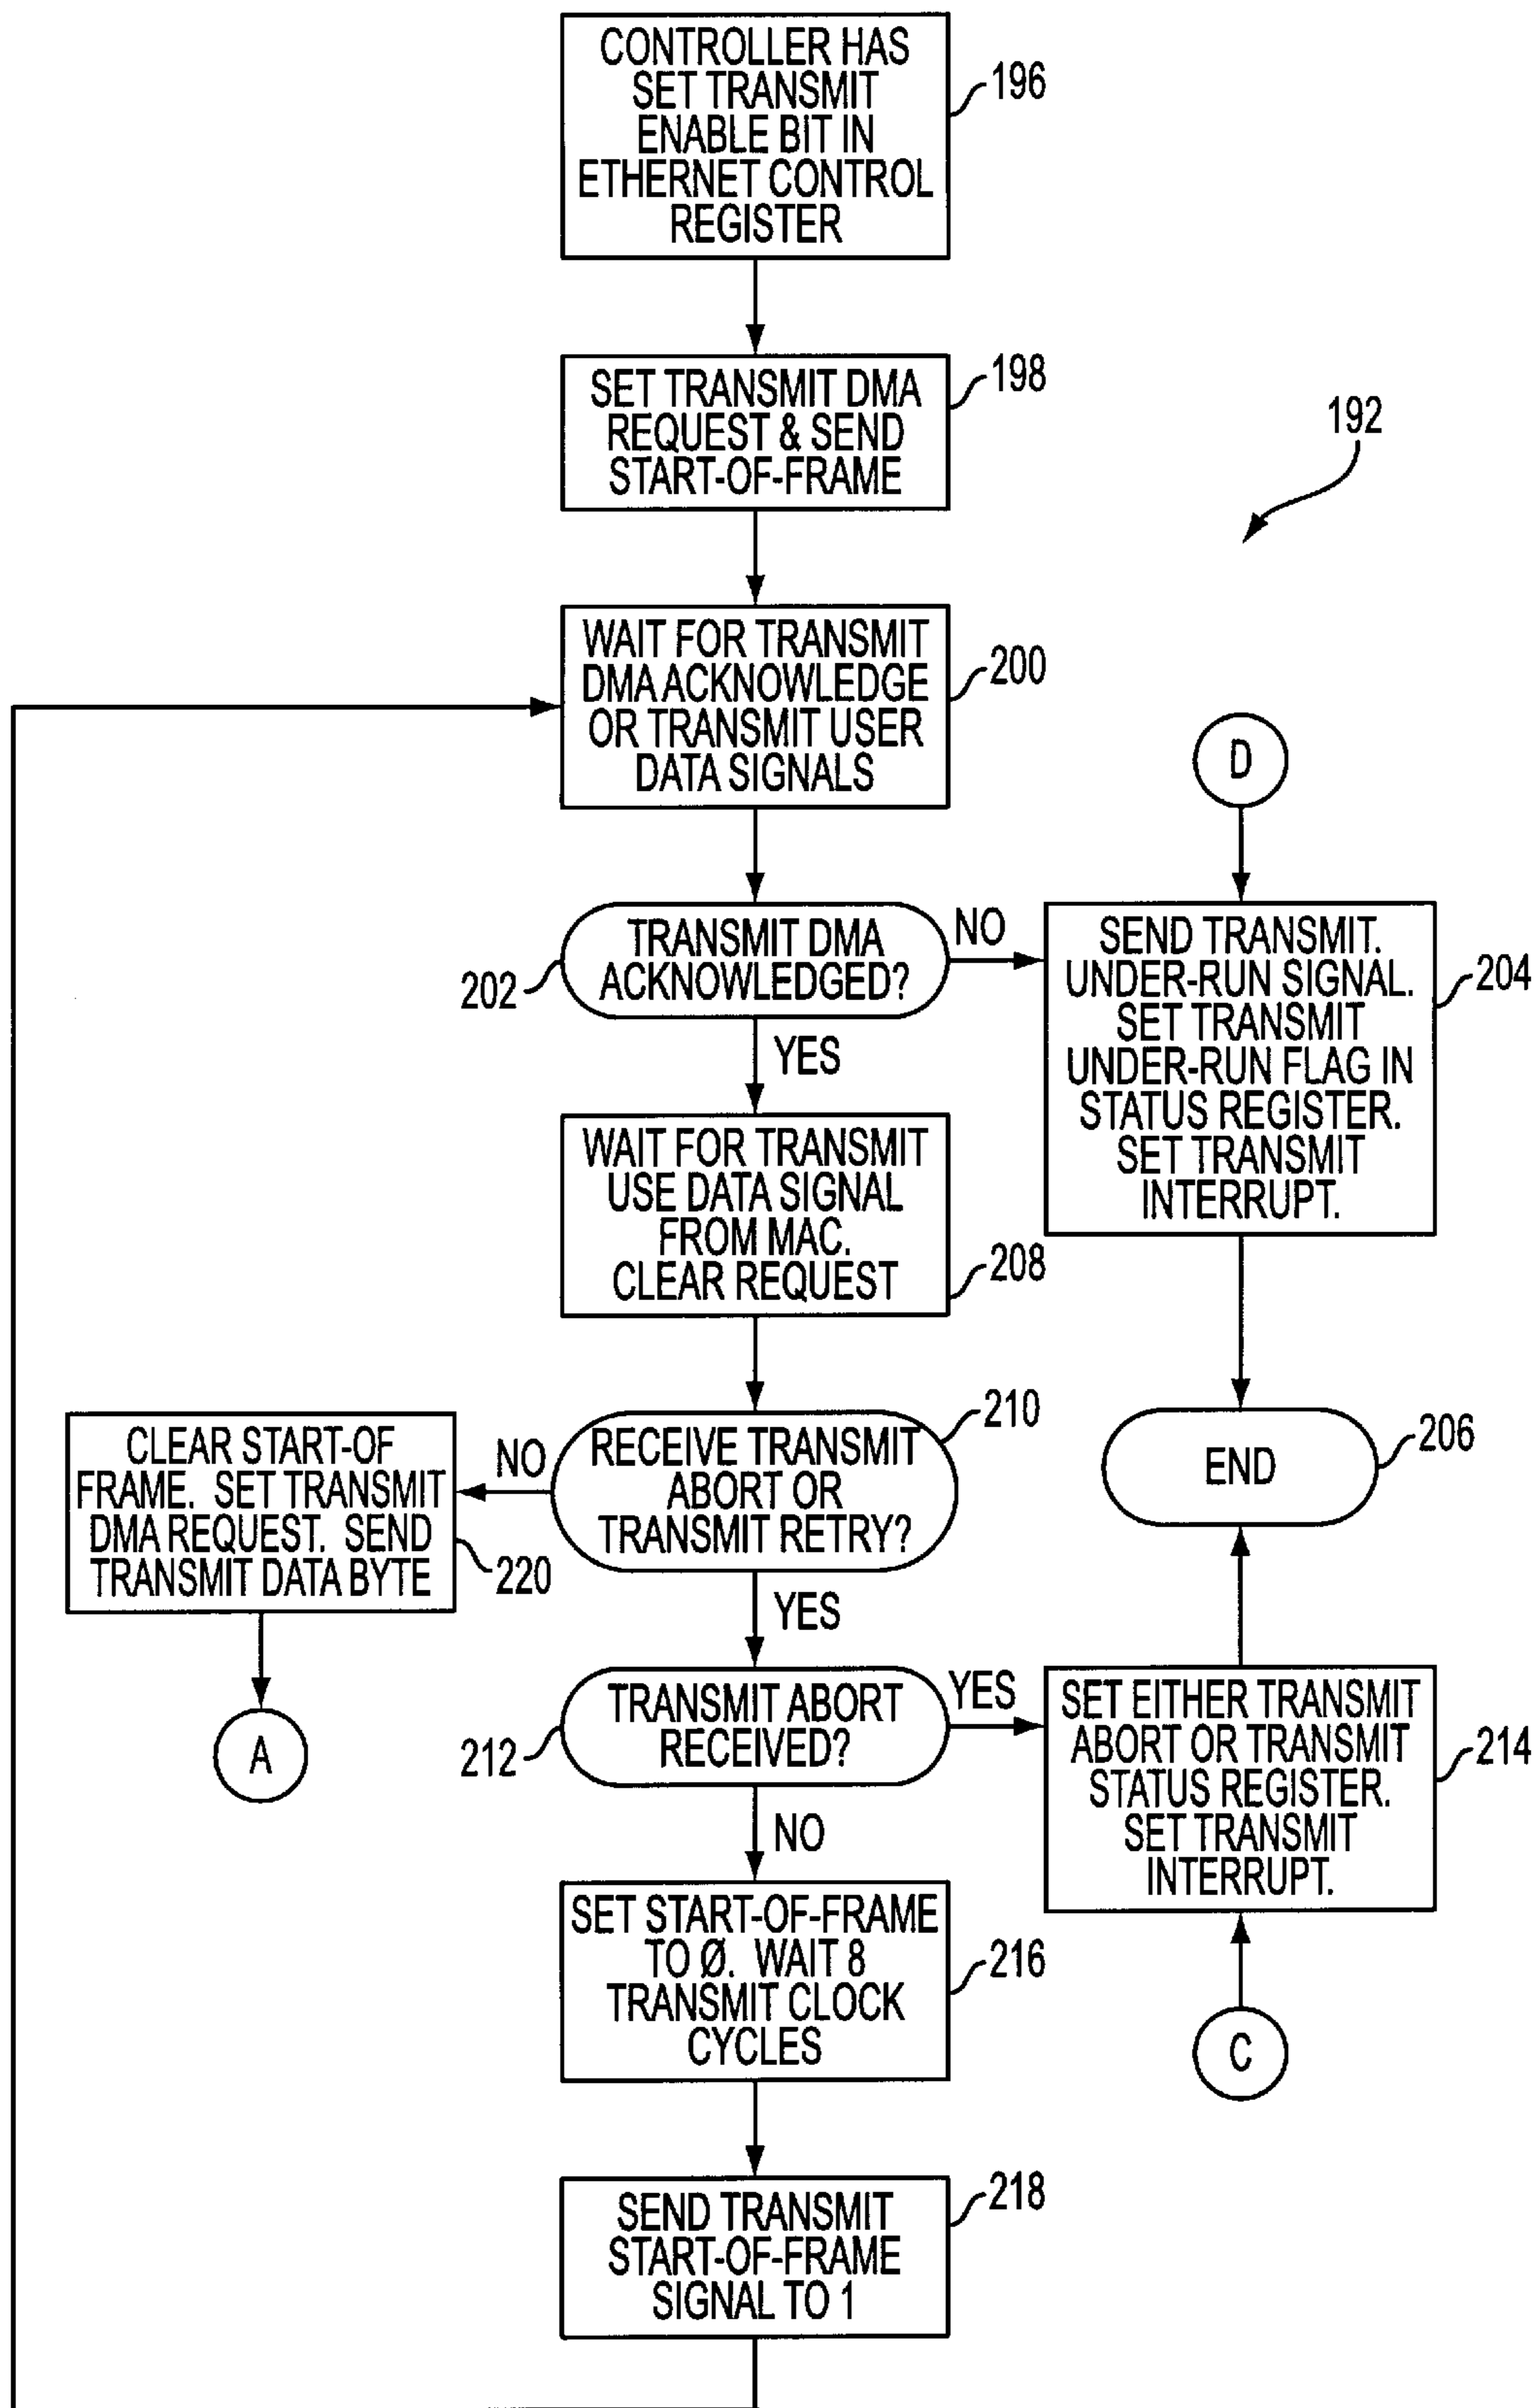 CONTROLLER HAS
SET TRANSMIT
ENABLE BIT IN
ETHERNET CONTROL
REGISTER
196
SET TRANSMIT DMA
REQUEST & SEND
START-OF-FRAME
198
192
WAIT FOR TRANSMIT
DMA ACKNOWLEDGE
OR TRANSMIT USER
DATA SIGNALS
200
D
TRANSMIT DMA
ACKNOWLEDGED?
202
NO
YES
SEND TRANSMIT.
UNDER-RUN SIGNAL.
SET TRANSMIT
UNDER-RUN FLAG IN
STATUS REGISTER.
SET TRANSMIT
INTERRUPT.
204
WAIT FOR TRANSMIT
USE DATA SIGNAL
FROM MAC.
CLEAR REQUEST
208
RECEIVE TRANSMIT
ABORT OR
TRANSMIT RETRY?
210
NO
YES
END
206
CLEAR START-OF
FRAME. SET TRANSMIT
DMA REQUEST. SEND
TRANSMIT DATA BYTE
220
A
TRANSMIT ABORT
RECEIVED?
212
YES
NO
SET EITHER TRANSMIT
ABORT OR TRANSMIT
STATUS REGISTER.
SET TRANSMIT
INTERRUPT.
214
SET START-OF-FRAME
TO Ø. WAIT 8
TRANSMIT CLOCK
CYCLES
216
C
SEND TRANSMIT
START-OF-FRAME
SIGNAL TO 1
218